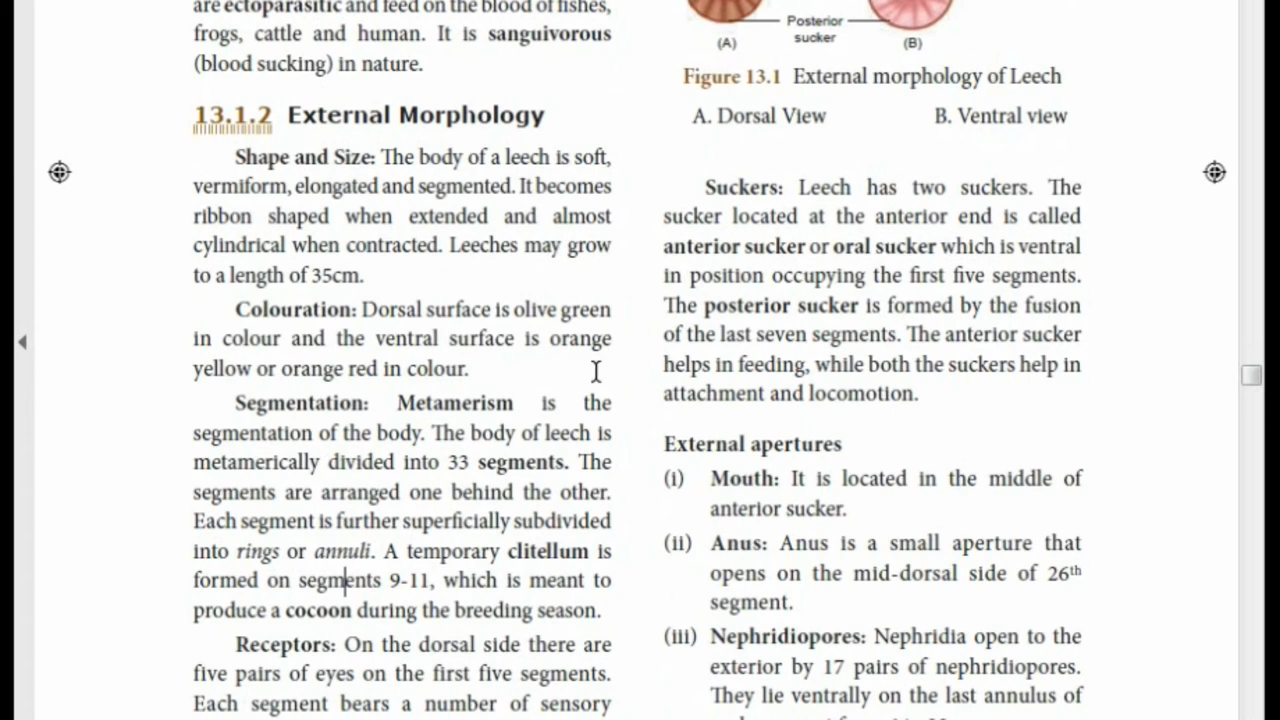 are ectoparasitic and feed on the blood of fishes,
frogs, cattle and human. It is sanguivorous
(blood sucking) in nature.
13.1.2 External Morphology
Shape and Size: The body of a leech is soft,
vermiform, elongated and segmented. It becomes
ribbon shaped when extended and almost
cylindrical when contracted. Leeches may grow
to a length of 35cm.
Colouration: Dorsal surface is olive green
in colour and the ventral surface is orange
yellow or orange red in colour.
Segmentation: Metamerism is the
segmentation of the body. The body of leech is
metamerically divided into 33 segments. The
segments are arranged one behind the other.
Each segment is further superficially subdivided
into rings or annuli. A temporary clitellum is
formed on segments 9-11, which is meant to
produce a cocoon during the breeding season.
Receptors: On the dorsal side there are
five pairs of eyes on the first five segments.
Each segment bears a number of sensory
Posterior
sucker
(A)
(B)
Figure 13.1 External morphology of Leech
A. Dorsal View B. Ventral view
Suckers: Leech has two suckers. The
sucker located at the anterior end is called
anterior sucker or oral sucker which is ventral
in position occupying the first five segments.
The posterior sucker is formed by the fusion
of the last seven segments. The anterior sucker
helps in feeding, while both the suckers help in
attachment and locomotion.
External apertures
(i) Mouth: It is located in the middle of
anterior sucker.
(ii) Anus: Anus is a small aperture that
opens on the mid-dorsal side of 26th
segment.
(iii) Nephridiopores: Nephridia open to the
exterior by 17 pairs of nephridiopores.
They lie ventrally on the last annulus of